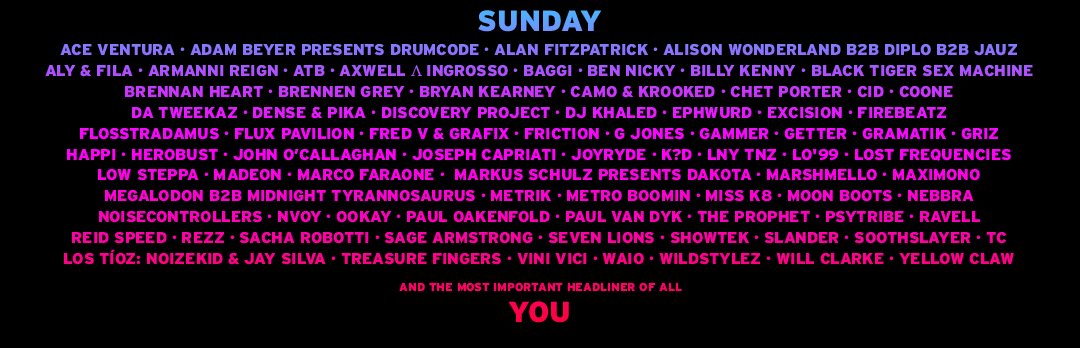 SUNDAY
ACE VENTURA · ADAM BEYER PRESENTS DRUMCODE · ALAN FITZPATRICK · ALISON WONDERLAND B2B DIPLO B2B JAUZ
ALY & FILA · ARMANNI REIGN · ATB · AXWELL Λ INGROSSO · BAGGI · BEN NICKY · BILLY KENNY · BLACK TIGER SEX MACHINE
BRENNAN HEART · BRENNEN GREY · BRYAN KEARNEY · CAMO & KROOKED · CHET PORTER · CID · COONE
DA TWEEKAZ · DENSE & PIKA · DISCOVERY PROJECT · DJ KHALED · EPHWURD · EXCISION · FIREBEATZ
FLOSSTRADAMUS · FLUX PAVILION · FRED V & GRAFIX · FRICTION · G JONES · GAMMER · GETTER · GRAMATIK · GRIZ
HAPPI · HEROBUST · JOHN O'CALLAGHAN · JOSEPH CAPRIATI · JOYRYDE · K?D · LNY TNZ · LO'99 · LOST FREQUENCIES
LOW STEPPA · MADEON · MARCO FARAONE · MARKUS SCHULZ PRESENTS DAKOTA · MARSHMELLO · MAXIMONO
MEGALODON B2B MIDNIGHT TYRANNOSAURUS · METRIK · METRO BOOMIN · MISS K8 · MOON BOOTS · NEBBRA
NOISECONTROLLERS · NVOY · OOKAY · PAUL OAKENFOLD · PAUL VAN DYK · THE PROPHET · PSYTRIBE · RAVELL
REID SPEED · REZZ · SACHA ROBOTTI · SAGE ARMSTRONG · SEVEN LIONS · SHOWTEK · SLANDER · SOOTHSLAYER · TC
LOS TÍOZ: NOIZEKID & JAY SILVA · TREASURE FINGERS · VINI VICI · WAIO · WILDSTYLEZ · WILL CLARKE · YELLOW CLAW
AND THE MOST IMPORTANT HEADLINER OF ALL
YOU